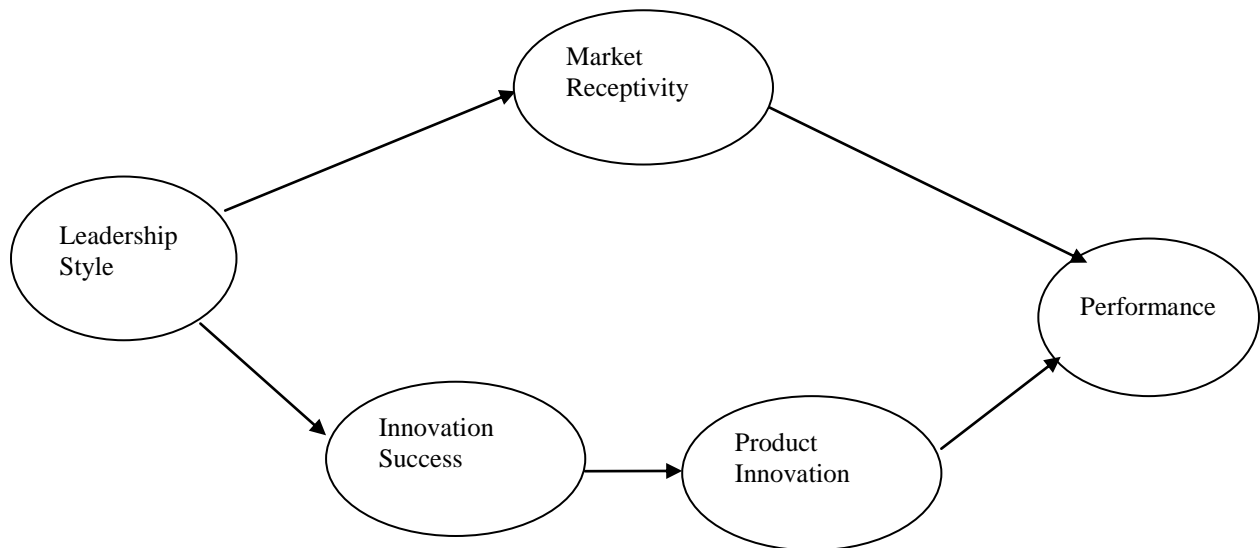 Market
Receptivity
Leadership
Style
Performance
Innovation
Success
Product
Innovation